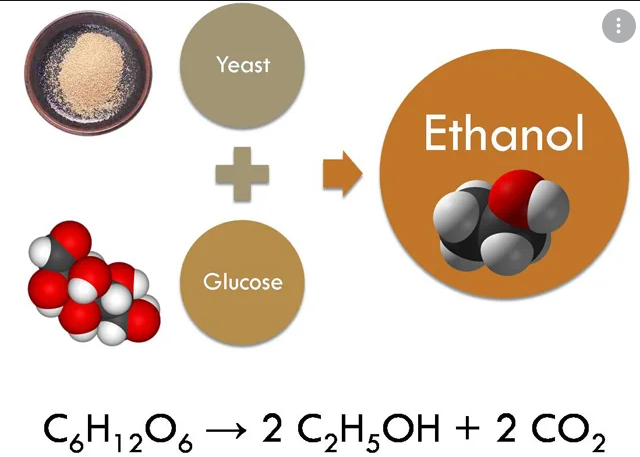 Yeast
Ethanol
Glucose
C₆H₁₂O₆ → 2 C₂H₅OH + 2 CO₂